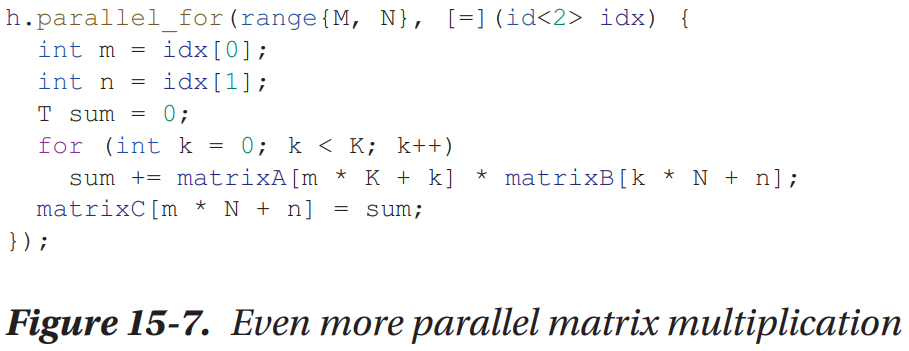 h.parallel_for(range{M, N}, [=](id<2> idx) {
  int m = idx[0];
  int n = idx[1];
  T sum = 0;
  for (int k = 0; k < K; k++)
    sum += matrixA[m * K + k] * matrixB[k * N + n];
  matrixC[m * N + n] = sum;
});
Figure 15-7. Even more parallel matrix multiplication